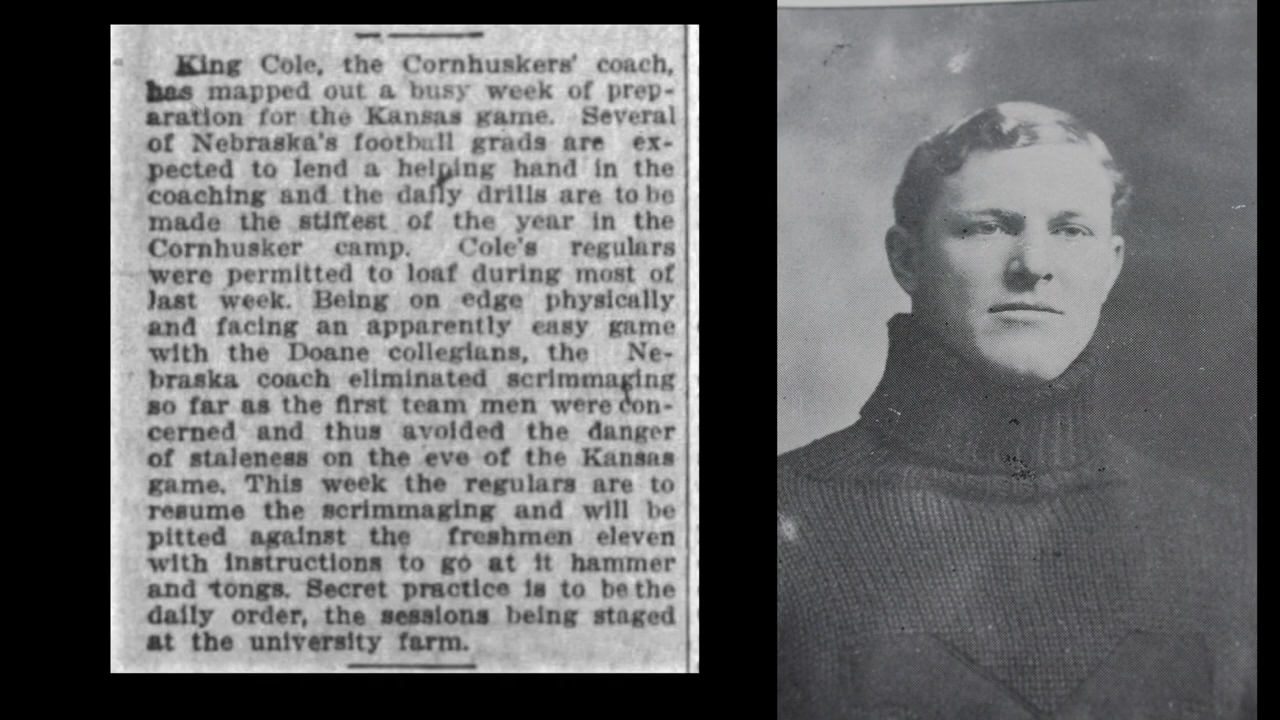 King Cole, the Cornhuskers' coach,
has mapped out a busy week of prep-
aration for the Kansas game. Several
of Nebraska's football grads are ex-
pected to lend a helping hand in the
coaching and the daily drills are to be
made the stiffest of the year in the
Cornhusker camp. Cole's regulars
were permitted to loaf during most of
last week. Being on edge physically
and facing an apparently easy game
with the Doane collegians, the Ne-
braska coach eliminated scrimmaging
so far as the first team men were con-
cerned and thus avoided the danger
of staleness on the eve of the Kansas
game. This week the regulars are to
resume the scrimmaging and will be
pitted against the freshmen eleven
with instructions to go at it hammer
and tongs. Secret practice is to be the
daily order, the sessions being staged
at the university farm.